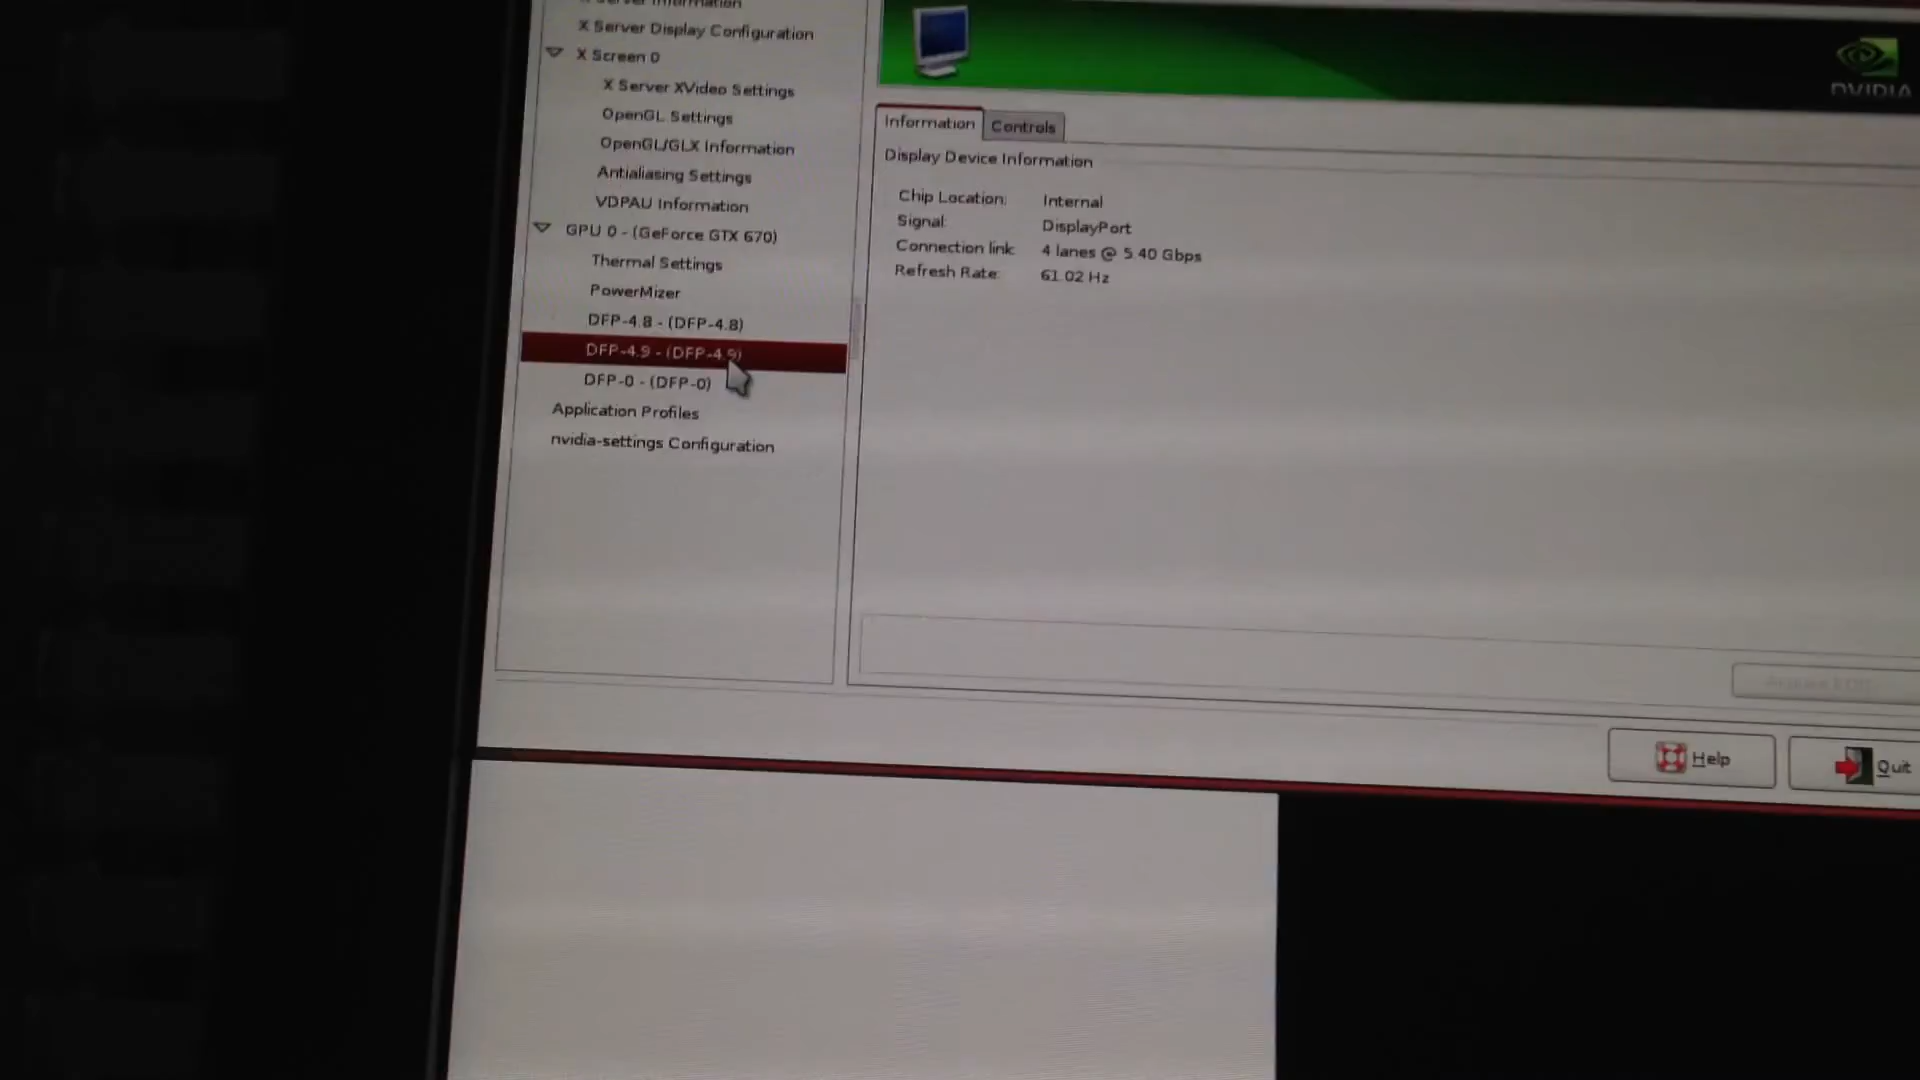 X Server Information
X Server Display Configuration
X Screen 0
X Server XVideo Settings
OpenGL Settings
OpenGL/GLX Information
Antialiasing Settings
VDPAU Information
GPU 0 - (GeForce GTX 670)
Thermal Settings
PowerMizer
DFP-4.8 - (DFP-4.8)
DFP-4.9 - (DFP-4.9)
DFP-0 - (DFP-0)
Application Profiles
nvidia-settings Configuration
NVIDIA
Information
Controls
Display Device Information
Chip Location: Internal
Signal: DisplayPort
Connection link: 4 lanes @ 5.40 Gbps
Refresh Rate: 61.02 Hz
Help
Quit